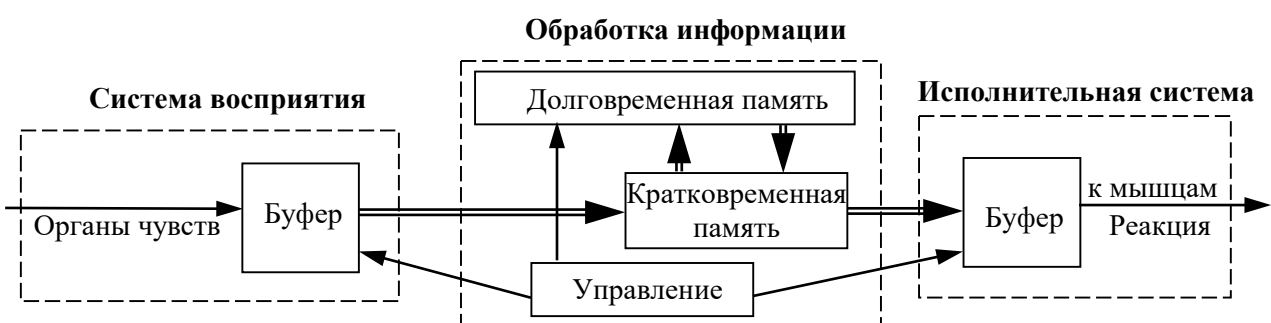 Обработка информации
Система восприятия
Долговременная память
Исполнительная система
Органы чувств
Буфер
Кратковременная
память
Буфер
к мышцам
Реакция
Управление